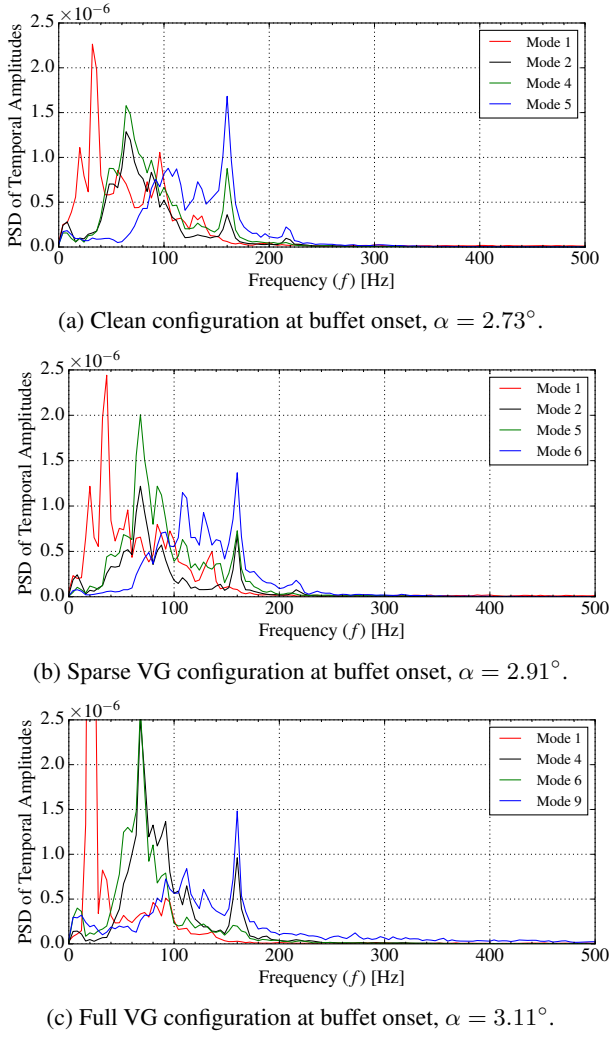 ×10⁻⁶
2.5
2.0
1.5
1.0
0.5
0.0
PSD of Temporal Amplitudes
Mode 1
Mode 2
Mode 4
Mode 5
0 100 200 300 400 500
Frequency (f) [Hz]
(a) Clean configuration at buffet onset, α = 2.73°.
×10⁻⁶
2.5
2.0
1.5
1.0
0.5
0.0
PSD of Temporal Amplitudes
Mode 1
Mode 2
Mode 5
Mode 6
0 100 200 300 400 500
Frequency (f) [Hz]
(b) Sparse VG configuration at buffet onset, α = 2.91°.
×10⁻⁶
2.5
2.0
1.5
1.0
0.5
0.0
PSD of Temporal Amplitudes
Mode 1
Mode 4
Mode 6
Mode 9
0 100 200 300 400 500
Frequency (f) [Hz]
(c) Full VG configuration at buffet onset, α = 3.11°.